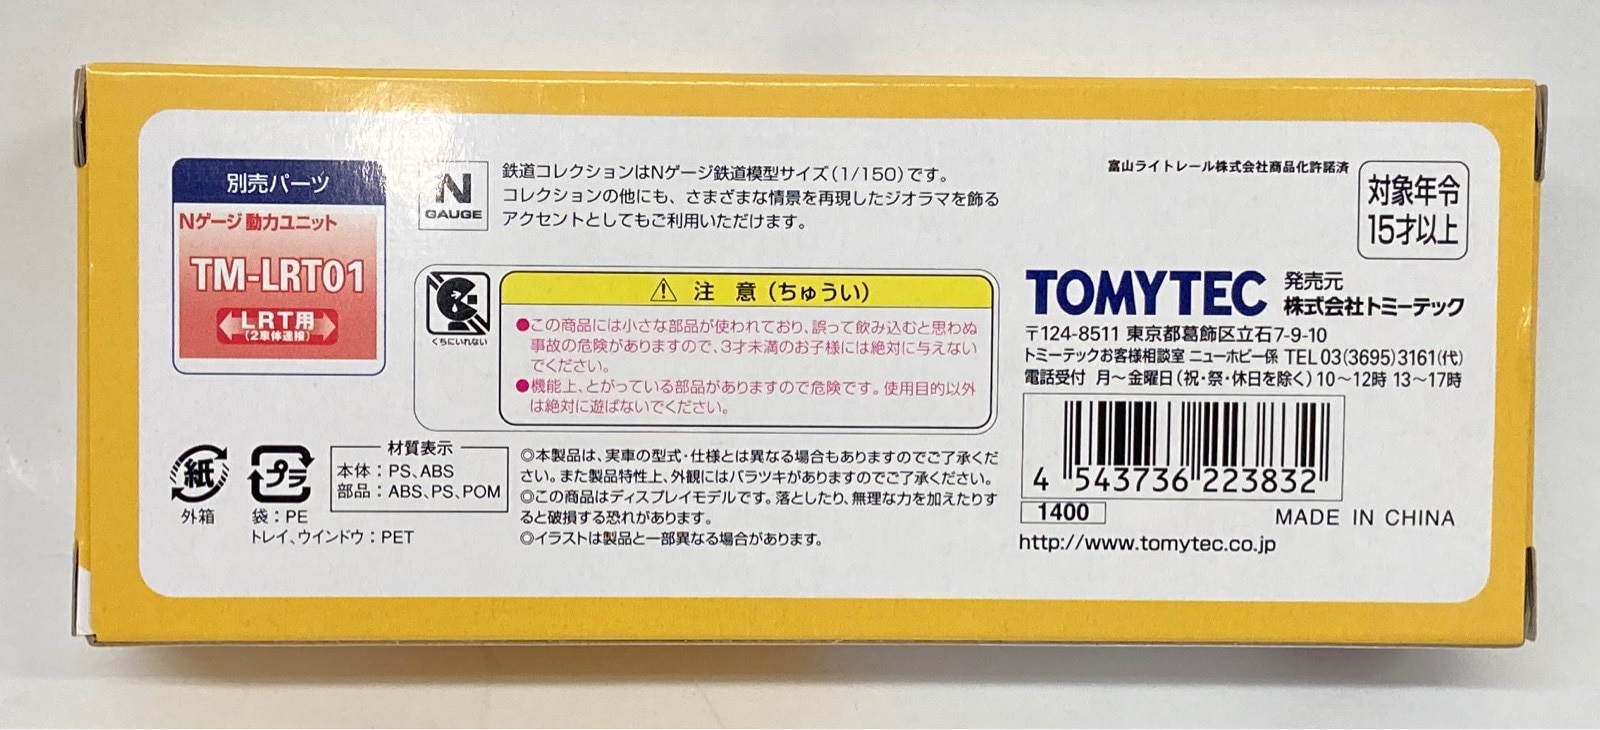 別売パーツ
Nゲージ 動力ユニット
TM-LRT01
LRT用
(2車体連接)
N
GAUGE
鉄道コレクションはNゲージ鉄道模型サイズ(1/150)です。
コレクションの他にも、さまざまな情景を再現したジオラマを飾る
アクセントとしてもご利用いただけます。
富山ライトレール株式会社商品化許諾済
対象年令
15才以上
くちにいれない
注 意(ちゅうい)
●この商品には小さな部品が使われており、誤って飲み込むと思わぬ
事故の危険がありますので、3才未満のお子様には絶対に与えない
でください。
●機能上、とがっている部品がありますので危険です。使用目的以外
は絶対に遊ばないでください。
TOMYTEC
発売元
株式会社トミーテック
〒124-8511 東京都葛飾区立石7-9-10
トミーテックお客様相談室 ニューホビー係 TEL 03(3695)3161(代)
電話受付 月～金曜日(祝・祭・休日を除く)10～12時 13～17時
4 543736 223832
1400
MADE IN CHINA
http://www.tomytec.co.jp
紙
外箱
プラ
袋:PE
トレイ、ウインドウ:PET
材質表示
本体:PS、ABS
部品:ABS、PS、POM
◎本製品は、実車の型式・仕様とは異なる場合もありますのでご了承くだ
さい。また製品特性上、外観にはバラツキがありますのでご了承ください。
◎この商品はディスプレイモデルです。落としたり、無理な力を加えたりす
ると破損する恐れがあります。
◎イラストは製品と一部異なる場合があります。